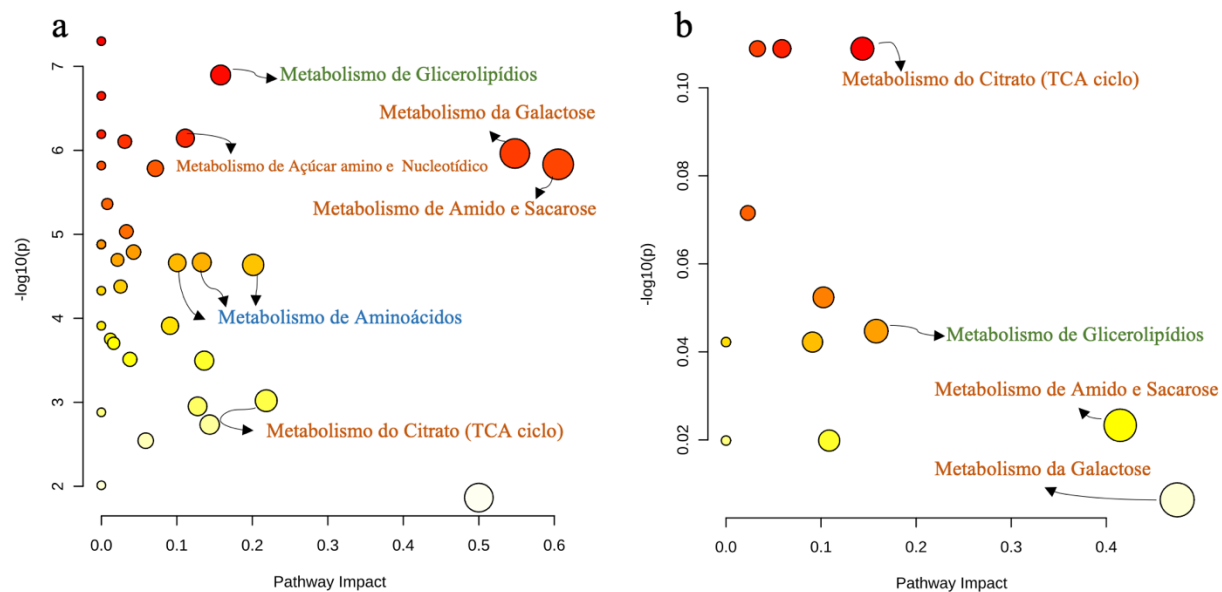 a
7
6
5
4
3
2
-log10(p)
Metabolismo de Glicerolipídios
Metabolismo da Galactose
Metabolismo de Açúcar amino e Nucleotídico
Metabolismo de Amido e Sacarose
Metabolismo de Aminoácidos
Metabolismo do Citrato (TCA ciclo)
0.0 0.1 0.2 0.3 0.4 0.5 0.6
Pathway Impact
b
0.10
0.08
0.06
0.04
0.02
-log10(p)
Metabolismo do Citrato (TCA ciclo)
Metabolismo de Glicerolipídios
Metabolismo de Amido e Sacarose
Metabolismo da Galactose
0.0 0.1 0.2 0.3 0.4
Pathway Impact